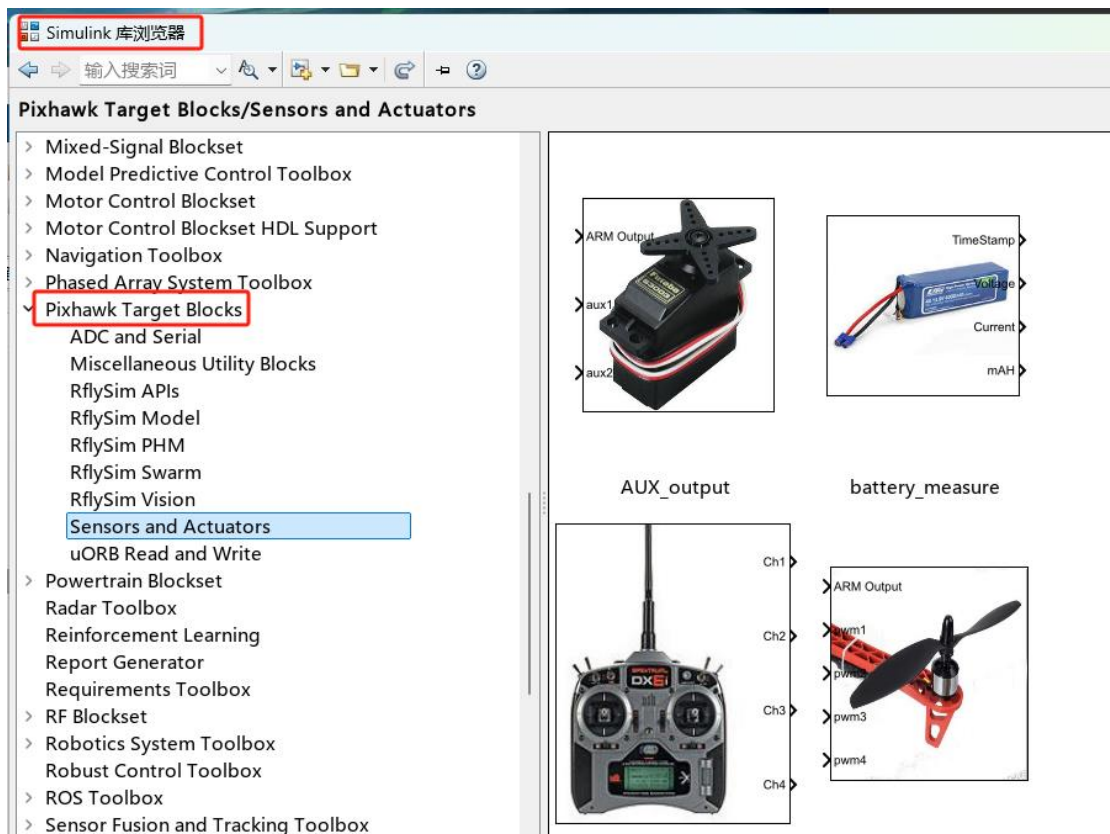 Simulink 库浏览器
输入搜索词
Pixhawk Target Blocks/Sensors and Actuators
Mixed-Signal Blockset
Model Predictive Control Toolbox
Motor Control Blockset
Motor Control Blockset HDL Support
Navigation Toolbox
Phased Array System Toolbox
Pixhawk Target Blocks
ADC and Serial
Miscellaneous Utility Blocks
RflySim APIs
RflySim Model
RflySim PHM
RflySim Swarm
RflySim Vision
Sensors and Actuators
uORB Read and Write
Powertrain Blockset
Radar Toolbox
Reinforcement Learning
Report Generator
Requirements Toolbox
RF Blockset
Robotics System Toolbox
Robust Control Toolbox
ROS Toolbox
Sensor Fusion and Tracking Toolbox
ARM Output
aux1
aux2
Futaba
S3003
AUX_output
TimeStamp
Voltage
Current
mAH
battery_measure
Ch1
Ch2
Ch3
Ch4
DX6i
ARM Output
pwm1
pwm2
pwm3
pwm4